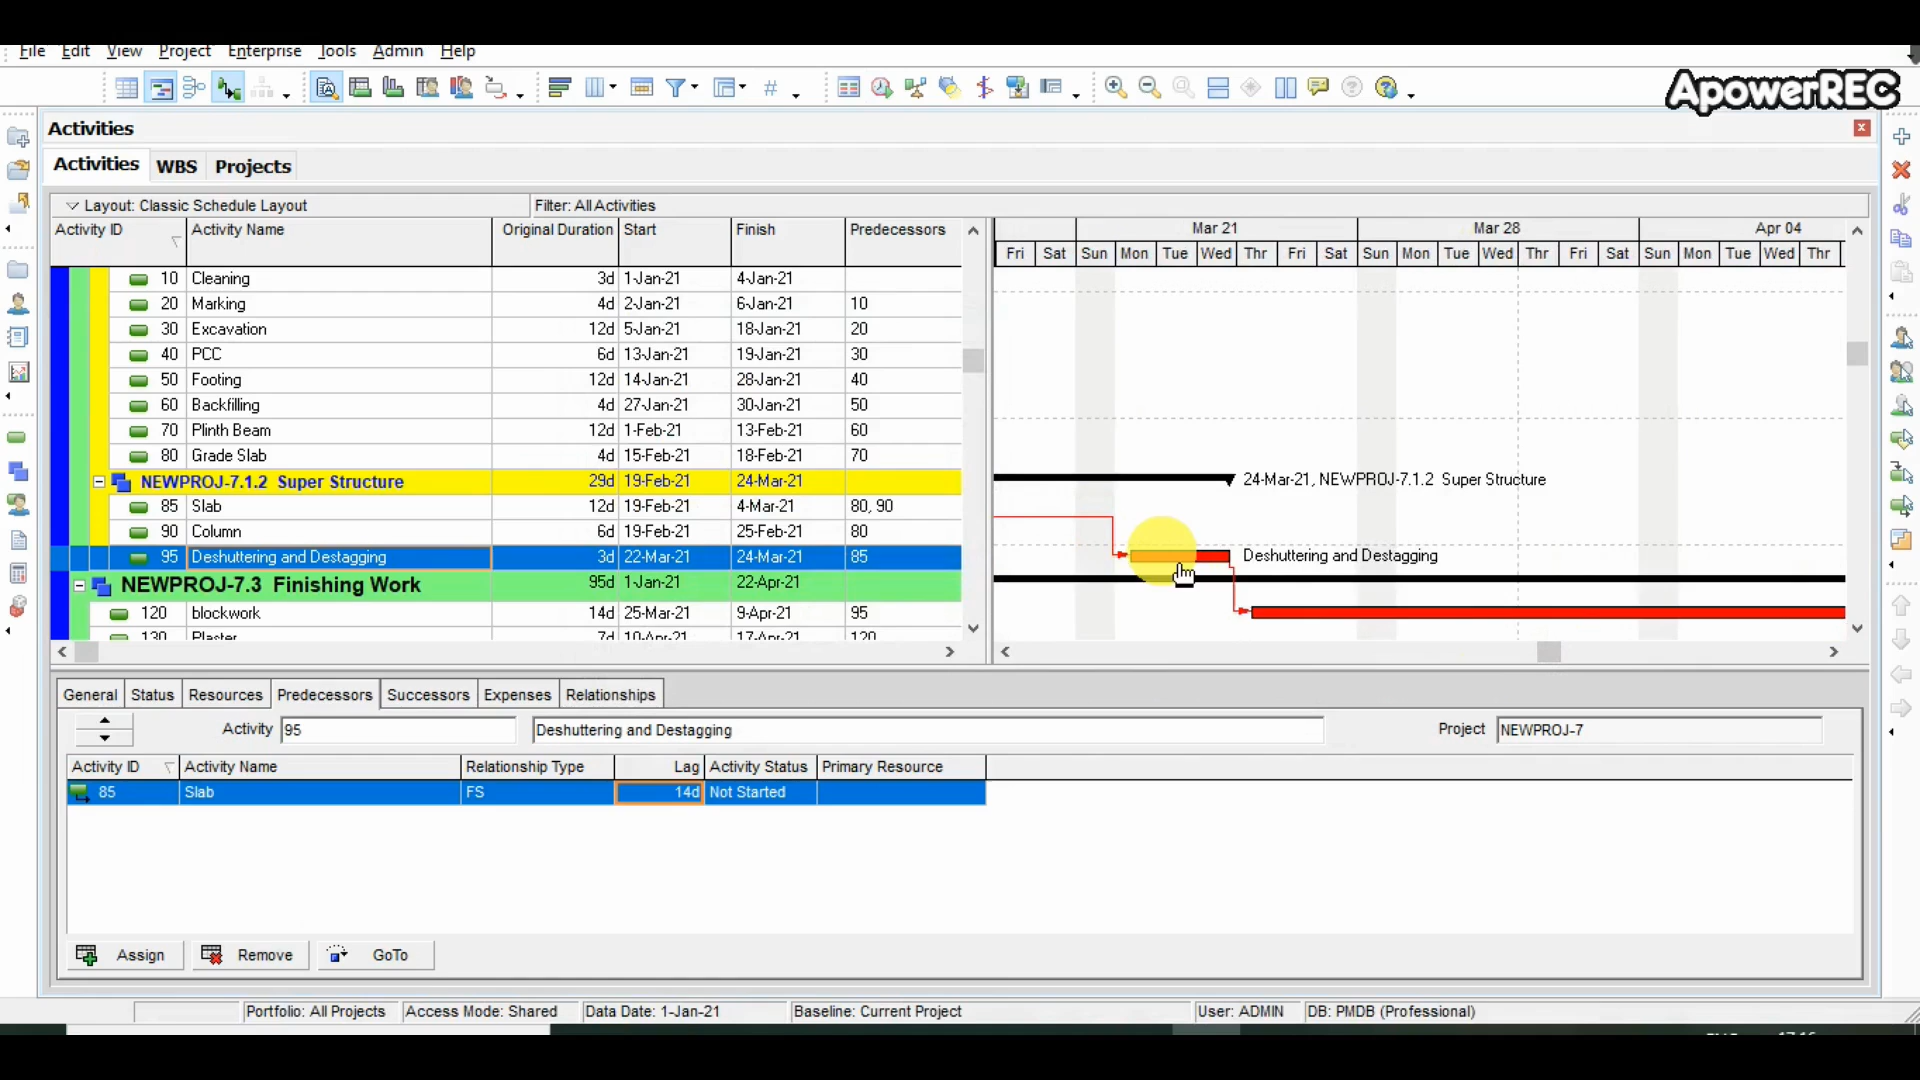 File Edit View Project Enterprise Tools Admin Help
ApowerREC
Activities
Activities WBS Projects
Layout: Classic Schedule Layout Filter: All Activities
Activity ID Activity Name Original Duration Start Finish Predecessors
Mar 21 Mar 28 Apr 04
Fri Sat Sun Mon Tue Wed Thr Fri Sat Sun Mon Tue Wed Thr Fri Sat Sun Mon Tue Wed Thr
10 Cleaning 3d 1-Jan-21 4-Jan-21
20 Marking 4d 2-Jan-21 6-Jan-21 10
30 Excavation 12d 5-Jan-21 18-Jan-21 20
40 PCC 6d 13-Jan-21 19-Jan-21 30
50 Footing 12d 14-Jan-21 28-Jan-21 40
60 Backfilling 4d 27-Jan-21 30-Jan-21 50
70 Plinth Beam 12d 1-Feb-21 13-Feb-21 60
80 Grade Slab 4d 15-Feb-21 18-Feb-21 70
NEWPROJ-7.1.2 Super Structure 29d 19-Feb-21 24-Mar-21 24-Mar-21, NEWPROJ-7.1.2 Super Structure
85 Slab 12d 19-Feb-21 4-Mar-21 80, 90
90 Column 6d 19-Feb-21 25-Feb-21 80
95 Deshuttering and Destagging 3d 22-Mar-21 24-Mar-21 85 Deshuttering and Destagging
NEWPROJ-7.3 Finishing Work 95d 1-Jan-21 22-Apr-21
120 blockwork 14d 25-Mar-21 9-Apr-21 95
130 Plaster 7d 10-Apr-21 17-Apr-21 120
General Status Resources Predecessors Successors Expenses Relationships
Activity 95 Deshuttering and Destagging Project NEWPROJ-7
Activity ID Activity Name Relationship Type Lag Activity Status Primary Resource
85 Slab FS 14d Not Started
Assign Remove GoTo
Portfolio: All Projects Access Mode: Shared Data Date: 1-Jan-21 Baseline: Current Project User: ADMIN DB: PMDB (Professional)